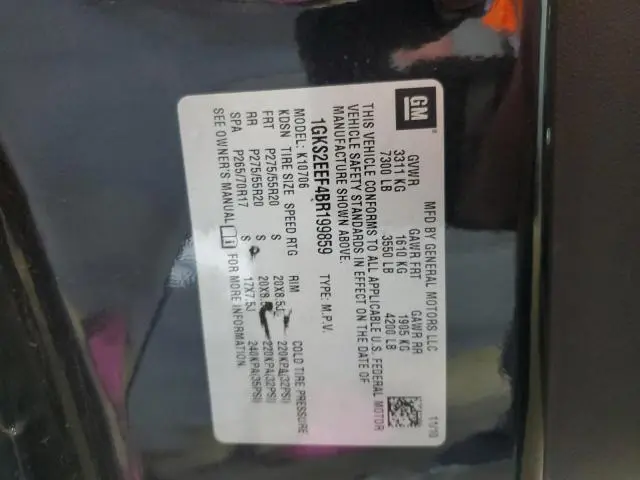 GM
MFD BY GENERAL MOTORS LLC 11/10
GVWR GAWR FRT GAWR RR
3311 KG 1610 KG 1905 KG
7300 LB 3550 LB 4200 LB
THIS VEHICLE CONFORMS TO ALL APPLICABLE U.S. FEDERAL MOTOR
VEHICLE SAFETY STANDARDS IN EFFECT ON THE DATE OF
MANUFACTURE SHOWN ABOVE.
1GKS2EEF4BR199859 TYPE: M.P.V.
MODEL: K10706
KDSN TIRE SIZE SPEED RTG RIM COLD TIRE PRESSURE
FRT P275/55R20 S 20X8.5J 220KPA(32PSI)
RR P275/55R20 S 20X8. 220KPA(32PSI)
SPA P265/70R17 S 17X7.5J 240KPA(35PSI)
SEE OWNER'S MANUAL FOR MORE INFORMATION.